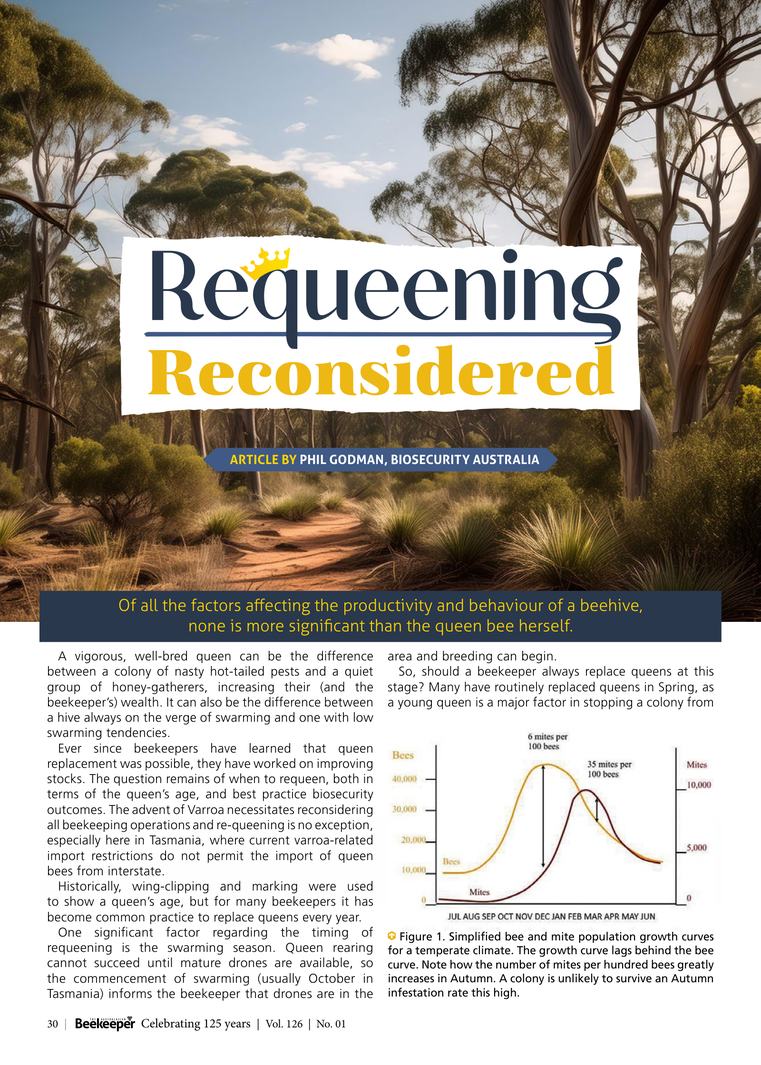 Requeening
Reconsidered
ARTICLE BY PHIL GODMAN, BIOSECURITY AUSTRALIA
Of all the factors affecting the productivity and behaviour of a beehive,
none is more significant than the queen bee herself.
A vigorous, well-bred queen can be the difference
between a colony of nasty hot-tailed pests and a quiet
group of honey-gatherers, increasing their (and the
beekeeper’s) wealth. It can also be the difference between
a hive always on the verge of swarming and one with low
swarming tendencies.
Ever since beekeepers have learned that queen
replacement was possible, they have worked on improving
stocks. The question remains of when to requeen, both in
terms of the queen’s age, and best practice biosecurity
outcomes. The advent of Varroa necessitates reconsidering
all beekeeping operations and re-queening is no exception,
especially here in Tasmania, where current varroa-related
import restrictions do not permit the import of queen
bees from interstate.
Historically, wing-clipping and marking were used
to show a queen’s age, but for many beekeepers it has
become common practice to replace queens every year.
One significant factor regarding the timing of
requeening is the swarming season. Queen rearing
cannot succeed until mature drones are available, so
the commencement of swarming (usually October in
Tasmania) informs the beekeeper that drones are in the
area and breeding can begin.
So, should a beekeeper always replace queens at this
stage? Many have routinely replaced queens in Spring, as
a young queen is a major factor in stopping a colony from
6 mites per
100 bees
35 mites per
100 bees
Bees
40,000
30,000
20,000
10,000
0
Bees
Mites
Mites
10,000
5,000
0
JUL AUG SEP OCT NOV DEC JAN FEB MAR APR MAY JUN
Figure 1. Simplified bee and mite population growth curves
for a temperate climate. The growth curve lags behind the bee
curve. Note how the number of mites per hundred bees greatly
increases in Autumn. A colony is unlikely to survive an Autumn
infestation rate this high.
30 | Beekeeper Celebrating 125 years | Vol. 126 | No. 01